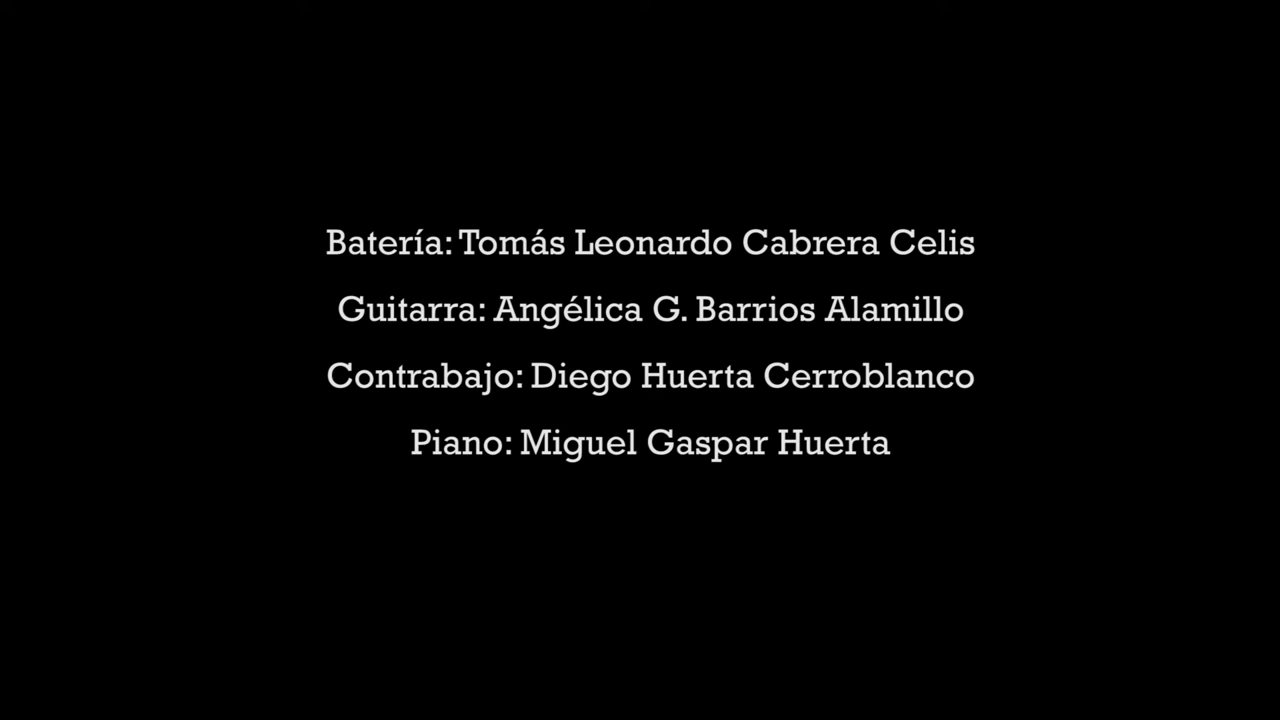 Batería: Tomás Leonardo Cabrera Celis
Guitarra: Angélica G. Barrios Alamillo
Contrabajo: Diego Huerta Cerroblanco
Piano: Miguel Gaspar Huerta